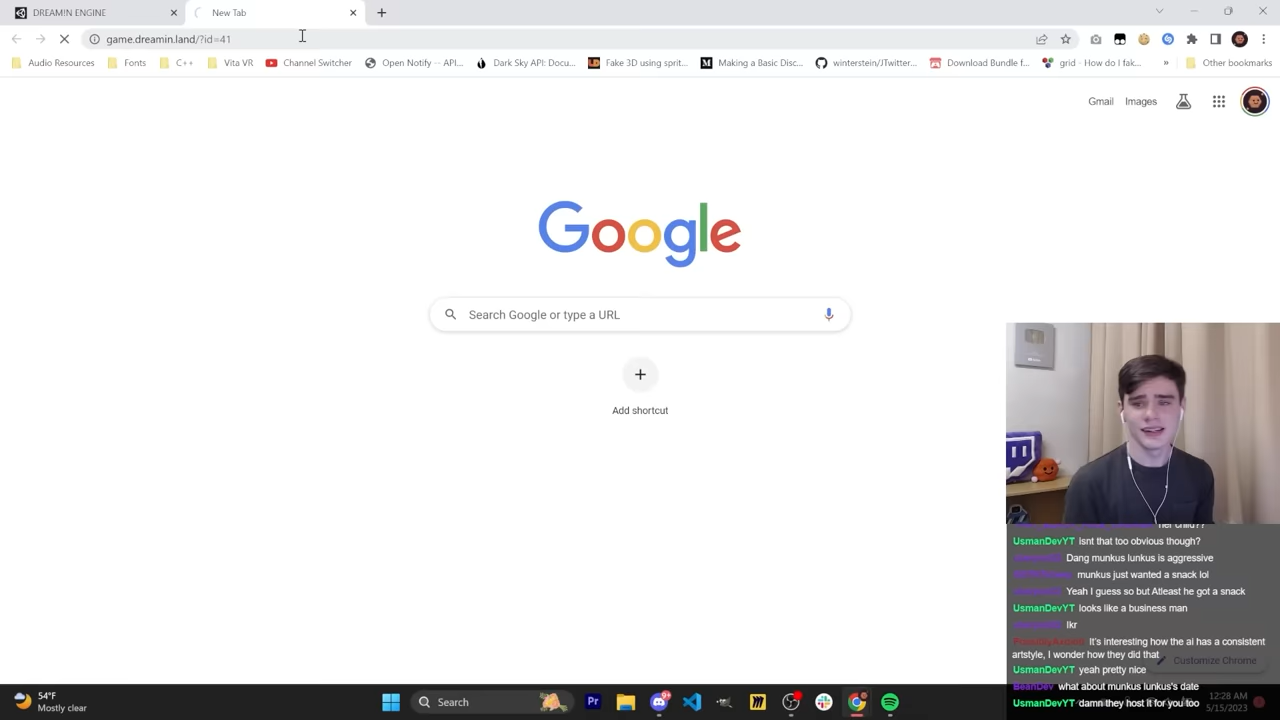 DREAMIN ENGINE
New Tab
game.dreamin.land/?id=41
Audio Resources
Fonts
C++
Vita VR
Channel Switcher
Open Notify -- API...
Dark Sky API: Docu...
Fake 3D using sprit...
Making a Basic Disc...
winterstein/JTwitter...
Download Bundle f...
grid - How do I fak...
»
Other bookmarks
Gmail
Images
Google
Search Google or type a URL
Add shortcut
her child??
UsmanDevYT Isnt that too obvious though?
Dang munkus lunkus is aggressive
munkus just wanted a snack lol
Yeah I guess so but Atleast he got a snack
UsmanDevYT looks like a business man
Ikr
It's interesting how the ai has a consistent
artstyle, I wonder how they did that
Customize Chrome
UsmanDevYT yeah pretty nice
BeanDev what about munkus lunkus's date
UsmanDevYT damn they host it for you too
54°F
Mostly clear
Search
Pr
9+
12:28 AM
5/15/2023